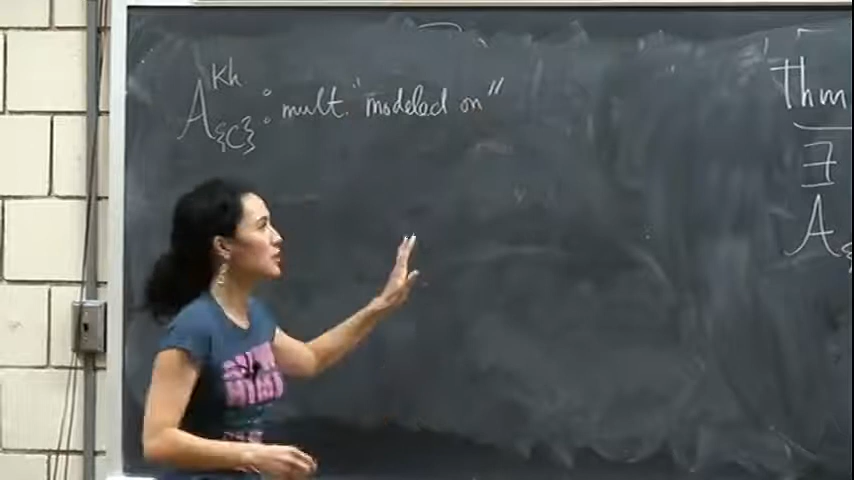 A^{Kh}_{{C}} : mult. "modeled on"
Thm
∃
A